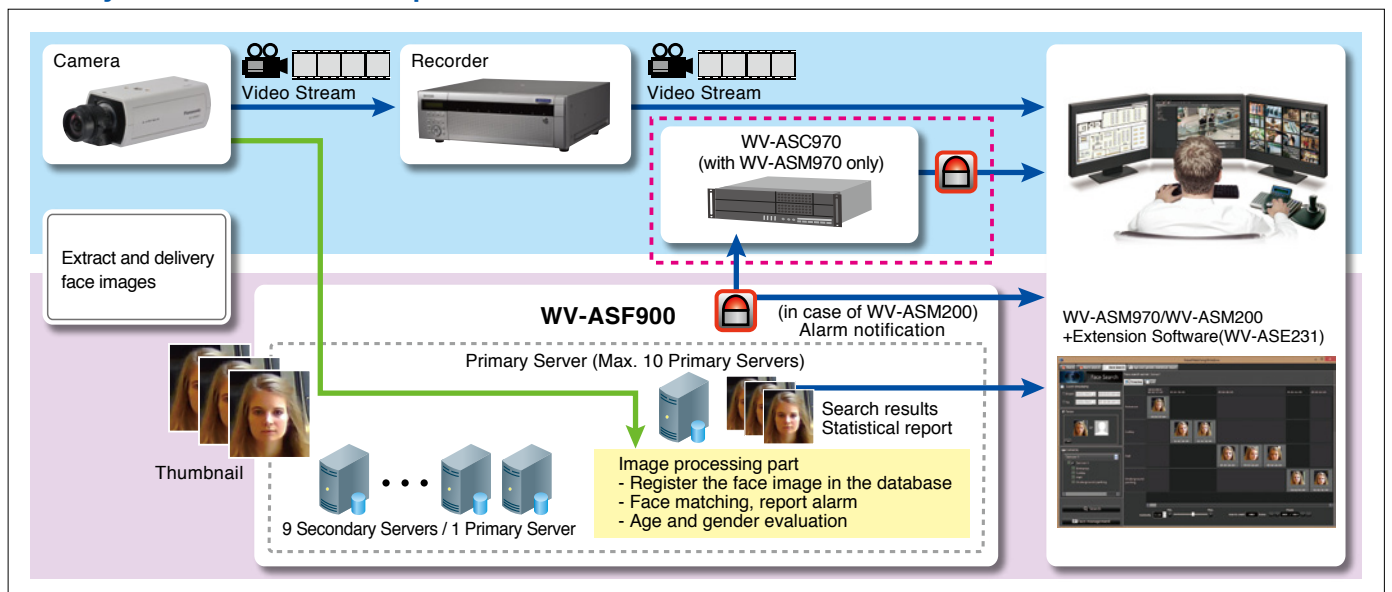 Camera
Video Stream
Recorder
Video Stream
WV-ASC970
(with WV-ASM970 only)
Extract and delivery
face images
WV-ASF900
(in case of WV-ASM200)
Alarm notification
WV-ASM970/WV-ASM200
+Extension Software(WV-ASE231)
Primary Server (Max. 10 Primary Servers)
Search results
Statistical report
Thumbnail
Image processing part
- Register the face image in the database
- Face matching, report alarm
- Age and gender evaluation
9 Secondary Servers / 1 Primary Server
Face Search